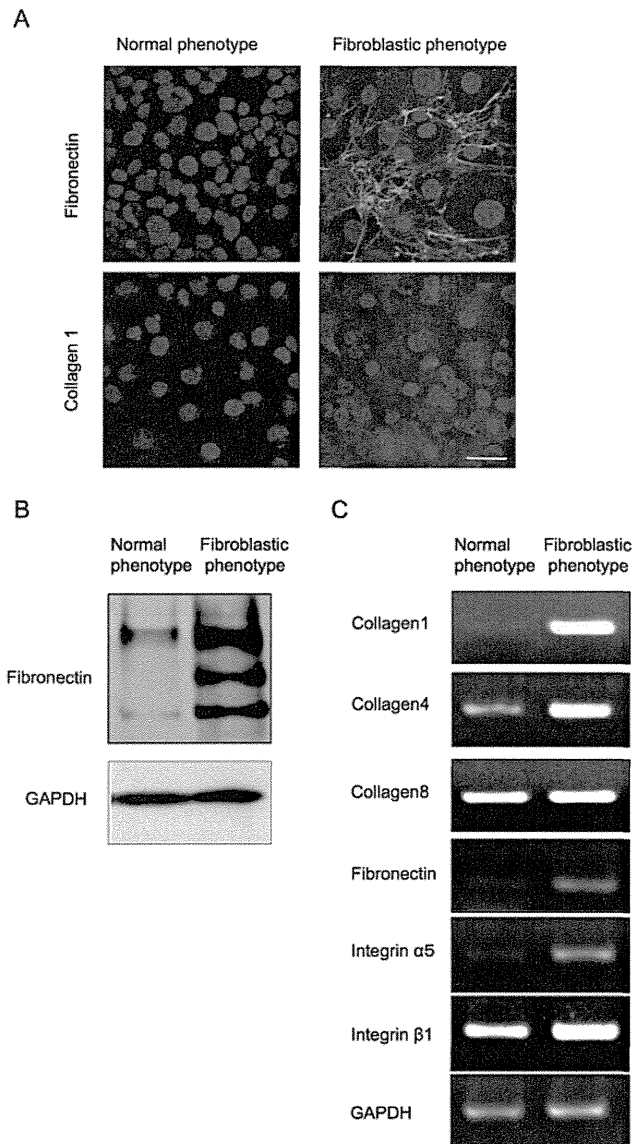 A
Normal phenotype
Fibroblastic phenotype
Fibronectin
Collagen 1
B
Normal
phenotype
Fibroblastic
phenotype
Fibronectin
GAPDH
C
Normal
phenotype
Fibroblastic
phenotype
Collagen1
Collagen4
Collagen8
Fibronectin
Integrin α5
Integrin β1
GAPDH